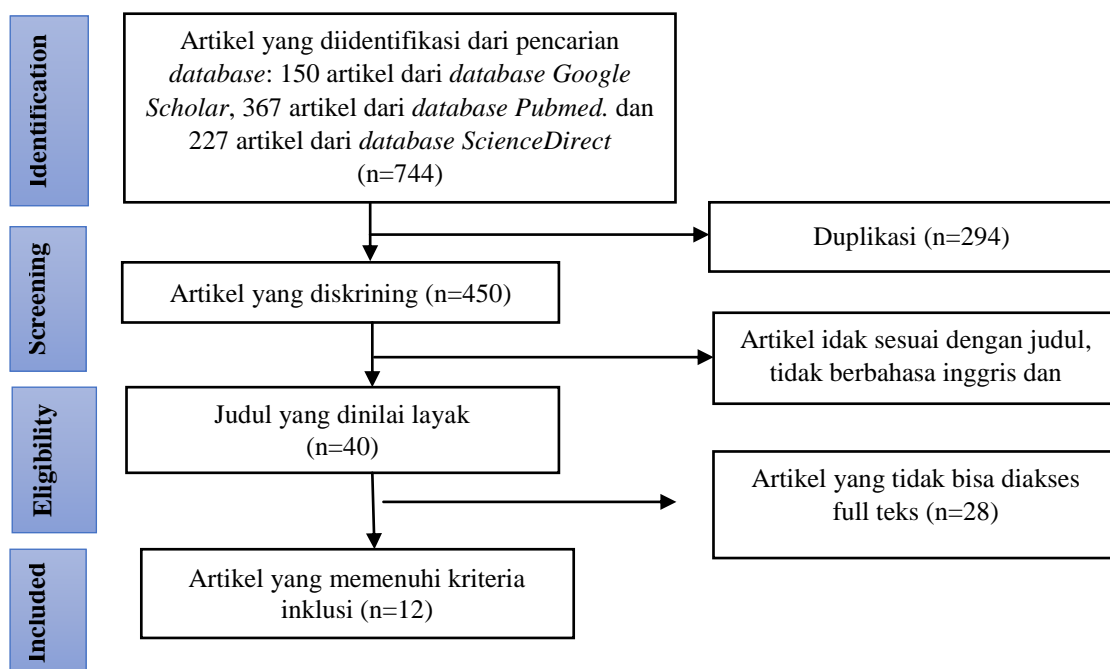 Identification
Artikel yang diidentifikasi dari pencarian
database: 150 artikel dari database Google
Scholar, 367 artikel dari database Pubmed. dan
227 artikel dari database ScienceDirect
(n=744)
Duplikasi (n=294)
Screening
Artikel yang diskrining (n=450)
Artikel idak sesuai dengan judul,
tidak berbahasa inggris dan
Eligibility
Judul yang dinilai layak
(n=40)
Artikel yang tidak bisa diakses
full teks (n=28)
Included
Artikel yang memenuhi kriteria
inklusi (n=12)